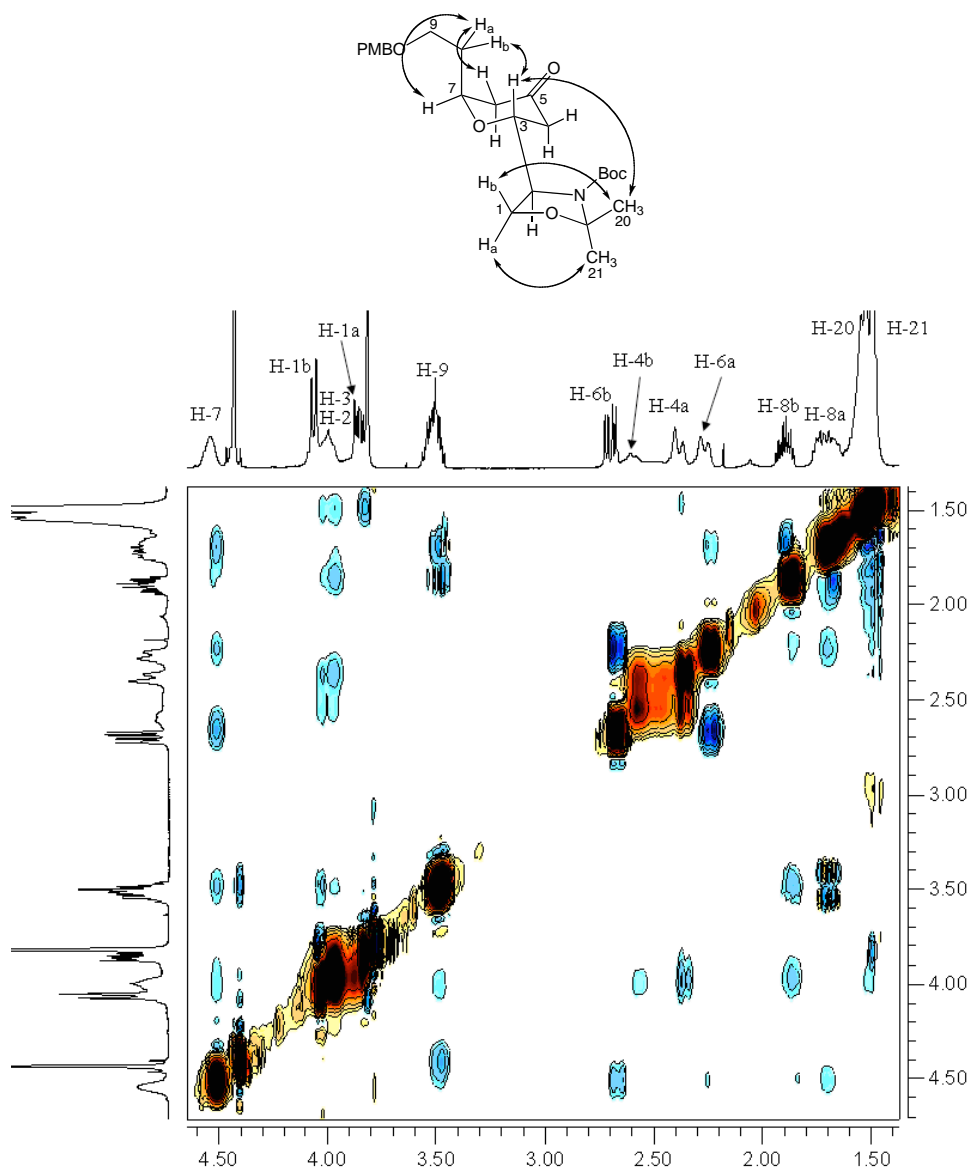 9
Ha
PMBO
Hb
H
H
O
7
H
5
O
3
H
H
H
Boc
Hb
N
1
O
CH3
20
H
Ha
CH3
21
H-1a
H-20
H-21
H-1b
H-9
H-4b
H-6a
H-3
H-7
H-2
H-6b
H-4a
H-8b
H-8a
1.50
2.00
2.50
3.00
3.50
4.00
4.50
4.50 4.00 3.50 3.00 2.50 2.00 1.50